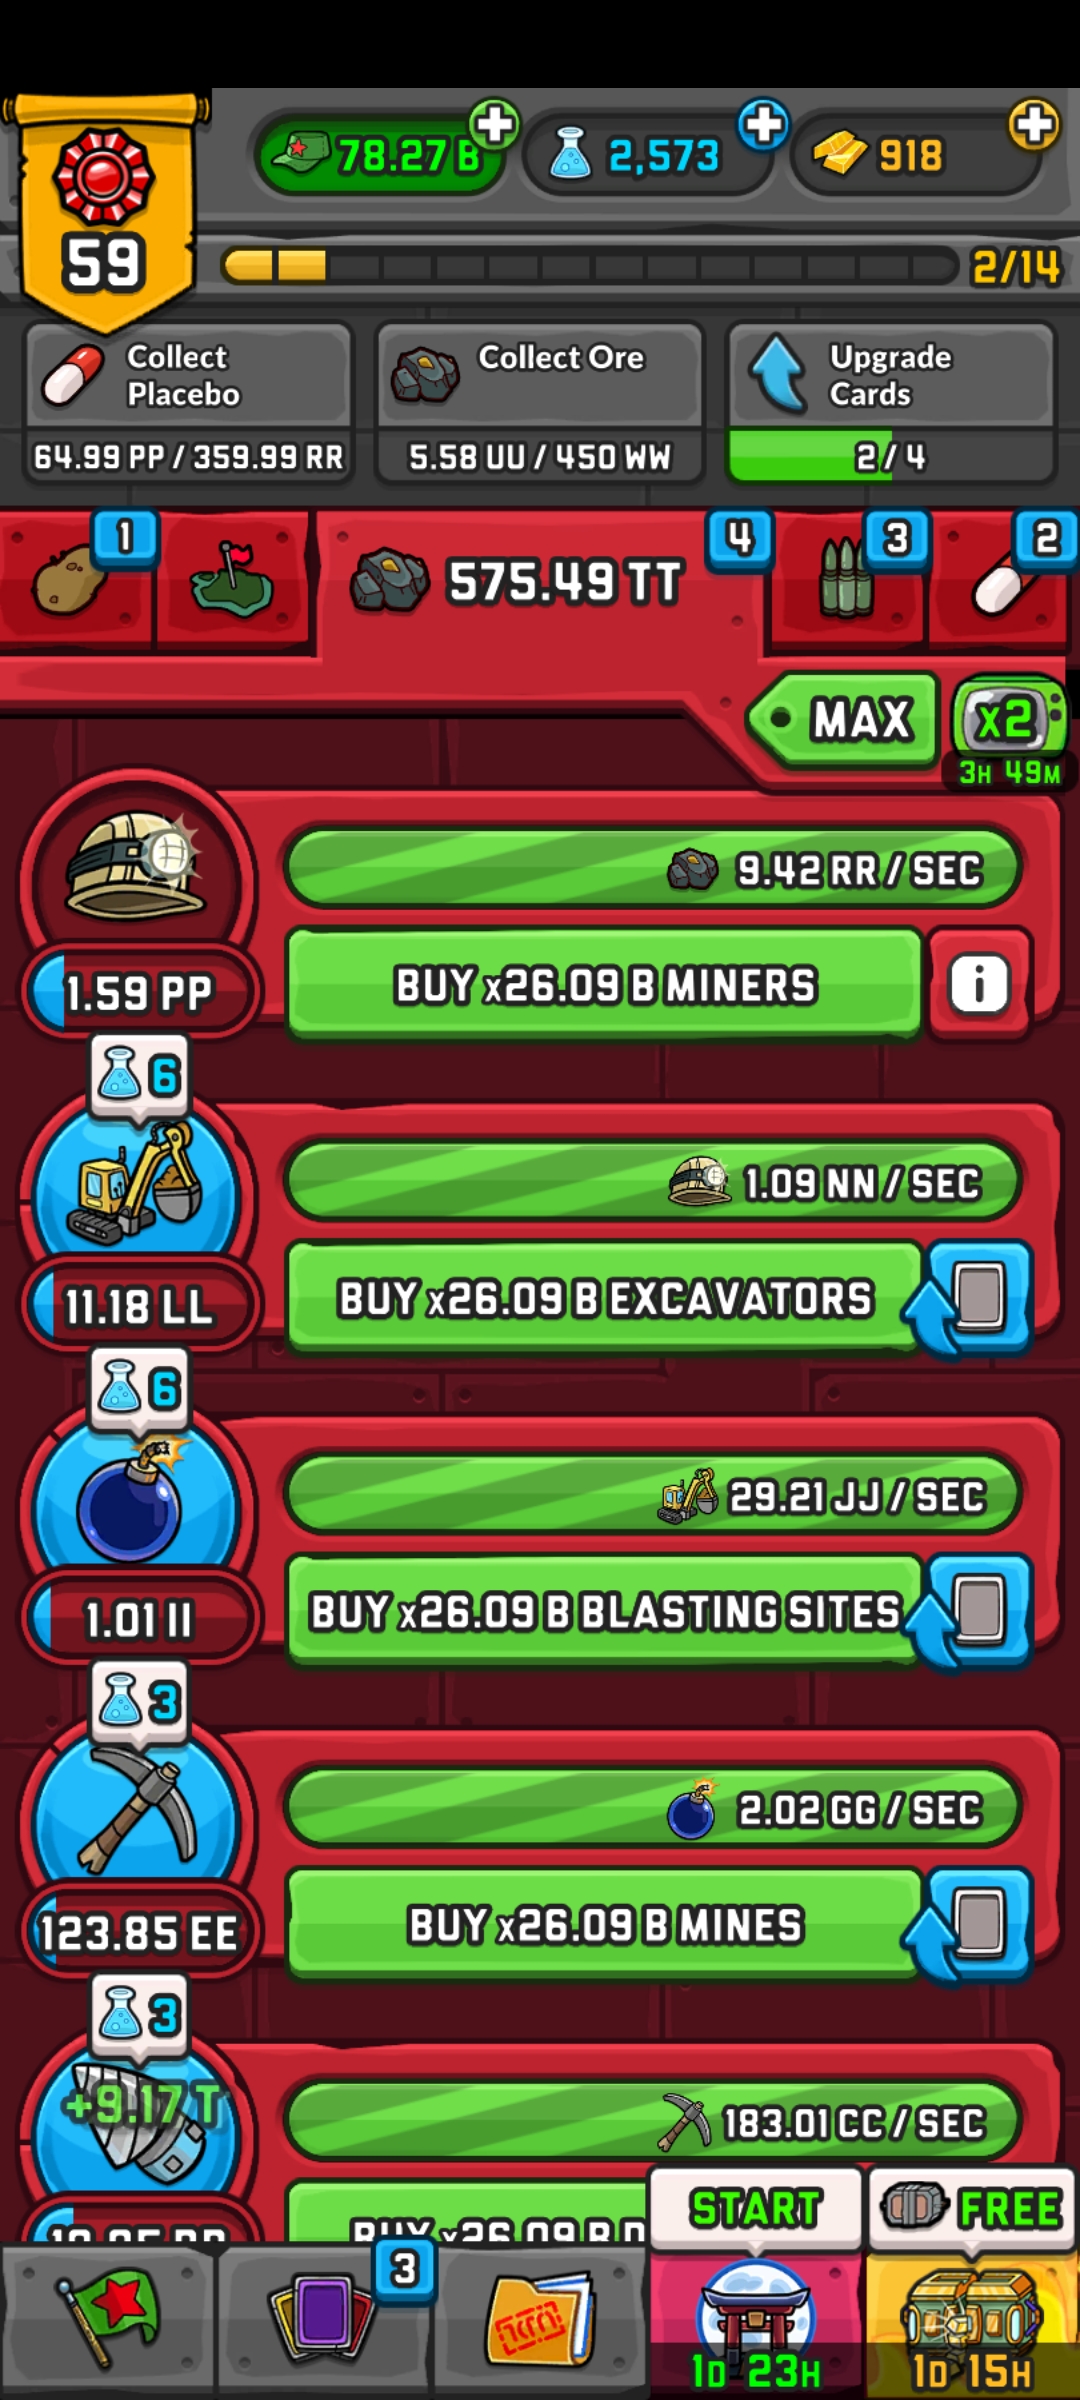 78.27 B
2,573
918
59
2/14
Collect
Placebo
64.99 PP / 359.99 RR
Collect Ore
5.58 UU / 450 WW
Upgrade
Cards
2 / 4
1
575.49 TT
4
3
2
MAX
x2
3H 49M
9.42 RR / SEC
1.59 PP
BUY x26.09 B MINERS
i
6
1.09 NN / SEC
11.18 LL
BUY x26.09 B EXCAVATORS
6
29.21 JJ / SEC
1.01 II
BUY x26.09 B BLASTING SITES
3
2.02 GG / SEC
123.85 EE
BUY x26.09 B MINES
3
+9.17 T
183.01 CC / SEC
BUY x26.09 B
START
FREE
3
1D 23H
1D 15H